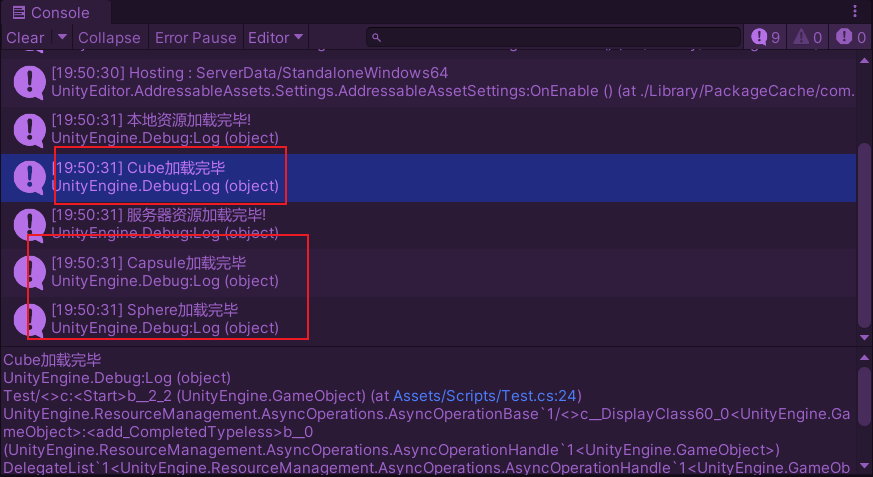 Console
Clear Collapse Error Pause Editor 9 0 0
[19:50:30] Hosting : ServerData/StandaloneWindows64
UnityEditor.AddressableAssets.Settings.AddressableAssetSettings:OnEnable () (at ./Library/PackageCache/com.
[19:50:31] 本地资源加载完毕!
UnityEngine.Debug:Log (object)
[19:50:31] Cube加载完毕
UnityEngine.Debug:Log (object)
[19:50:31] 服务器资源加载完毕!
UnityEngine.Debug:Log (object)
[19:50:31] Capsule加载完毕
UnityEngine.Debug:Log (object)
[19:50:31] Sphere加载完毕
UnityEngine.Debug:Log (object)
Cube加载完毕
UnityEngine.Debug:Log (object)
Test/<>c:<Start>b__2_2 (UnityEngine.GameObject) (at Assets/Scripts/Test.cs:24)
UnityEngine.ResourceManagement.AsyncOperations.AsyncOperationBase`1/<>c__DisplayClass60_0<UnityEngine.Ga
meObject>:<add_CompletedTypeless>b__0
(UnityEngine.ResourceManagement.AsyncOperations.AsyncOperationHandle`1<UnityEngine.GameObject>)
DelegateList`1<UnityEngine.ResourceManagement.AsyncOperations.AsyncOperationHandle`1<UnityEngine.GameOb